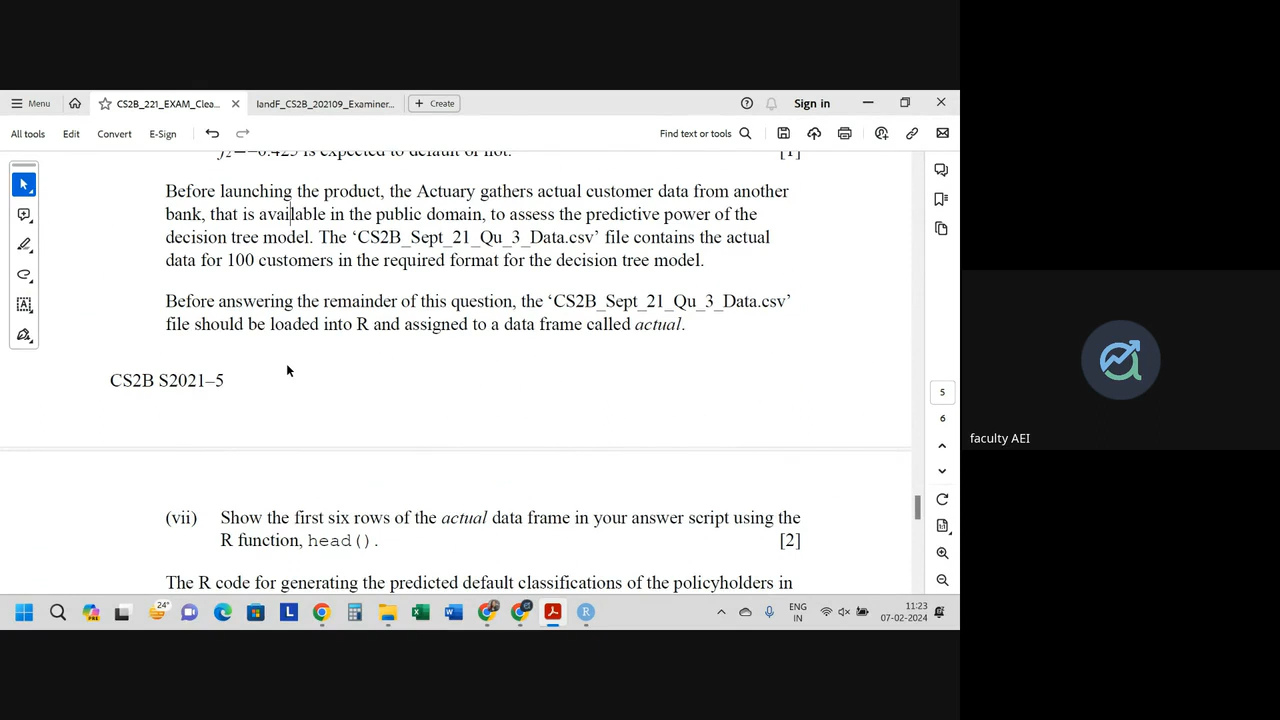 Menu
CS2B_221_EXAM_Clea...
IandF_CS2B_202109_Examiner...
Create
Sign in
All tools
Edit
Convert
E-Sign
Find text or tools
is expected to default or not.
[1]
Before launching the product, the Actuary gathers actual customer data from another
bank, that is available in the public domain, to assess the predictive power of the
decision tree model. The ‘CS2B_Sept_21_Qu_3_Data.csv’ file contains the actual
data for 100 customers in the required format for the decision tree model.
Before answering the remainder of this question, the ‘CS2B_Sept_21_Qu_3_Data.csv’
file should be loaded into R and assigned to a data frame called actual.
CS2B S2021–5
(vii) Show the first six rows of the actual data frame in your answer script using the
R function, head(). [2]
The R code for generating the predicted default classifications of the policyholders in
5
6
faculty AEI
24°
ENG
IN
11:23
07-02-2024